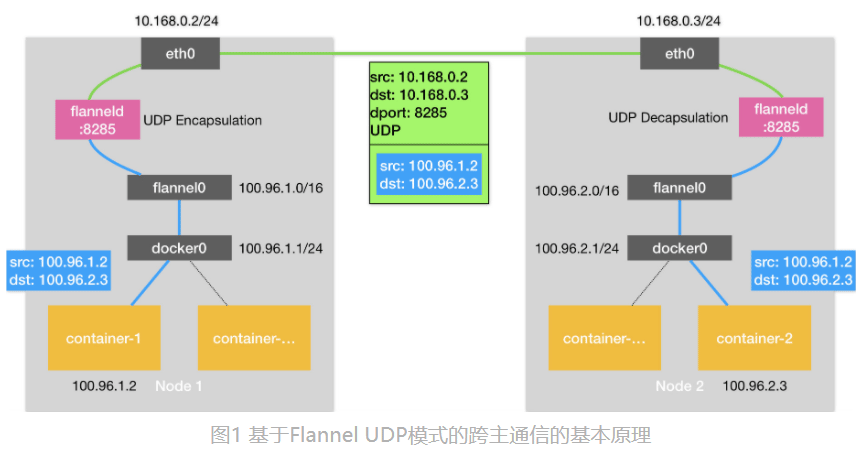 10.168.0.2/24
10.168.0.3/24
eth0
eth0
src: 10.168.0.2
dst: 10.168.0.3
dport: 8285
UDP
src: 100.96.1.2
dst: 100.96.2.3
flanneld
:8285
UDP Encapsulation
UDP Decapsulation
flanneld
:8285
flannel0
100.96.1.0/16
100.96.2.0/16
flannel0
docker0
100.96.1.1/24
100.96.2.1/24
docker0
src: 100.96.1.2
dst: 100.96.2.3
src: 100.96.1.2
dst: 100.96.2.3
container-1
container-...
container-...
container-2
100.96.1.2
Node 1
Node 2
100.96.2.3
图1 基于Flannel UDP模式的跨主通信的基本原理